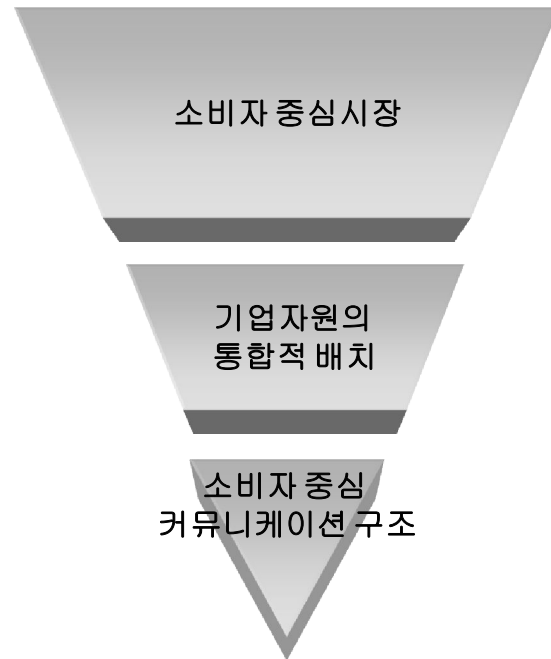 소비자 중심시장
기업자원의
통합적 배치
소비자 중심
커뮤니케이션 구조